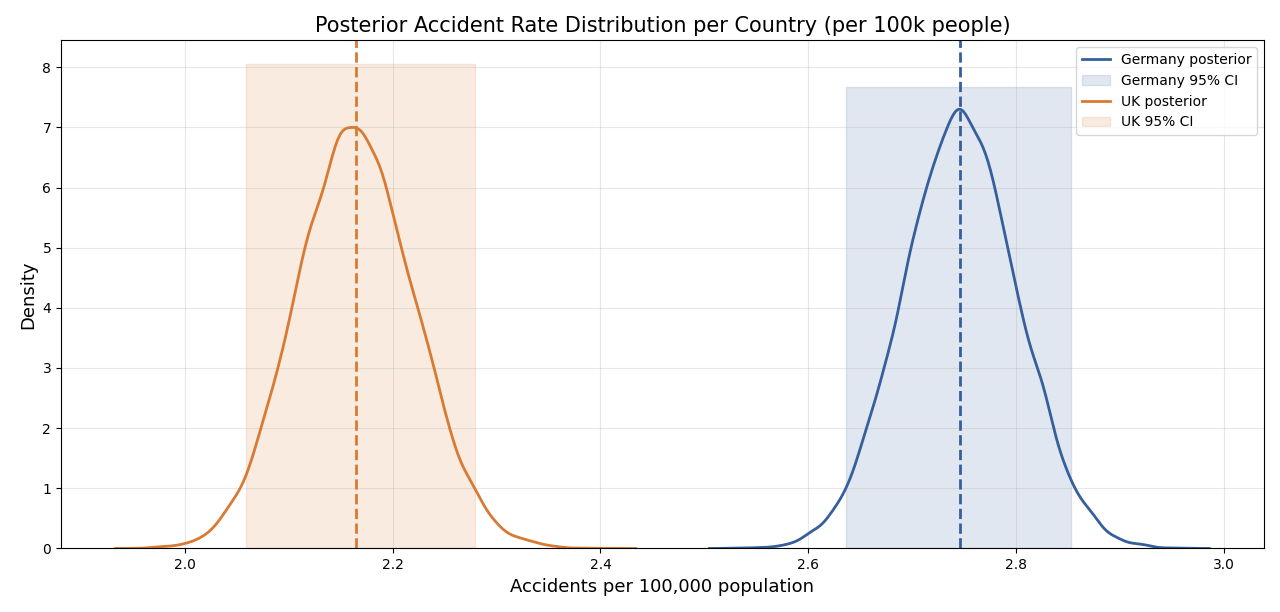 Posterior Accident Rate Distribution per Country (per 100k people)
Germany posterior
Germany 95% CI
UK posterior
UK 95% CI
Density
8
7
6
5
4
3
2
1
0
2.0 2.2 2.4 2.6 2.8 3.0
Accidents per 100,000 population